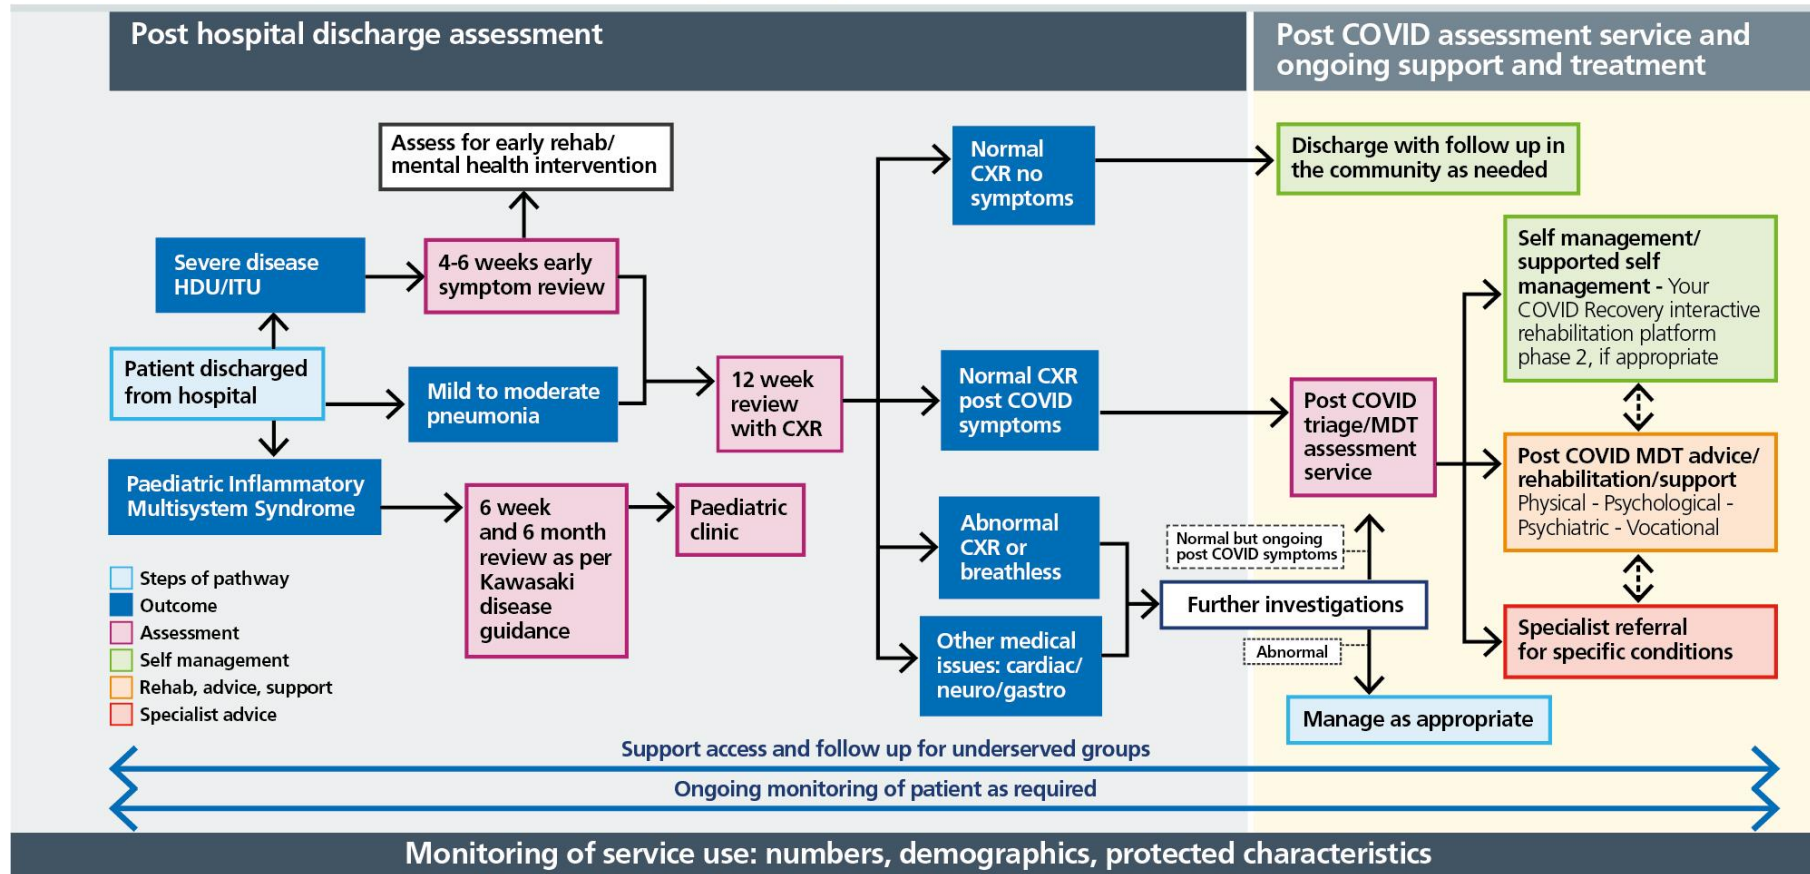 Post hospital discharge assessment
Post COVID assessment service and
ongoing support and treatment
Assess for early rehab/
mental health intervention
Severe disease
HDU/ITU
4-6 weeks early
symptom review
Patient discharged
from hospital
Mild to moderate
pneumonia
12 week
review
with CXR
Paediatric Inflammatory
Multisystem Syndrome
6 week
and 6 month
review as per
Kawasaki
disease
guidance
Paediatric
clinic
Normal
CXR no
symptoms
Normal CXR
post COVID
symptoms
Abnormal
CXR or
breathless
Other medical
issues: cardiac/
neuro/gastro
Discharge with follow up in
the community as needed
Post COVID
triage/MDT
assessment
service
Normal but ongoing
post COVID symptoms
Further investigations
Abnormal
Manage as appropriate
Self management/
supported self
management - Your
COVID Recovery interactive
rehabilitation platform
phase 2, if appropriate
Post COVID MDT advice/
rehabilitation/support
Physical - Psychological -
Psychiatric - Vocational
Specialist referral
for specific conditions
Steps of pathway
Outcome
Assessment
Self management
Rehab, advice, support
Specialist advice
Support access and follow up for underserved groups
Ongoing monitoring of patient as required
Monitoring of service use: numbers, demographics, protected characteristics